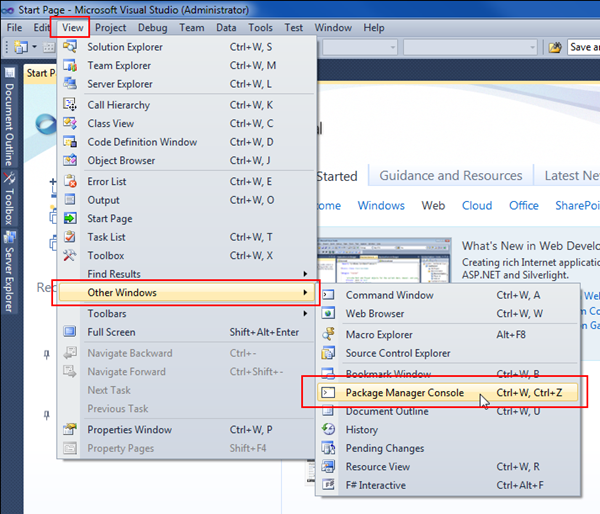 Start Page - Microsoft Visual Studio (Administrator)
File Edit View Project Debug Team Data Tools Test Window Help
Save an
Start P
Document Outline
Toolbox
Server Explorer
Solution Explorer Ctrl+W, S
Team Explorer Ctrl+W, M
Server Explorer Ctrl+W, L
Call Hierarchy Ctrl+W, K
Class View Ctrl+W, C
Code Definition Window Ctrl+W, D
Object Browser Ctrl+W, J
Error List Ctrl+W, E
Output Ctrl+W, O
Start Page
Task List Ctrl+W, T
Toolbox Ctrl+W, X
Find Results
Other Windows
Toolbars
Full Screen Shift+Alt+Enter
Navigate Backward Ctrl+-
Navigate Forward Ctrl+Shift+-
Next Task
Previous Task
Properties Window Ctrl+W, P
Property Pages Shift+F4
Rec
al
Started Guidance and Resources Latest New
ome Windows Web Cloud Office SharePoi
What's New in Web Develo
Creating rich Internet application
ASP.NET and Silverlight.
Command Window Ctrl+W, A
Web Browser Ctrl+W, W
Macro Explorer Alt+F8
Source Control Explorer
Bookmark Window Ctrl+W, B
Package Manager Console Ctrl+W, Ctrl+Z
Document Outline Ctrl+W, U
History
Pending Changes
Resource View Ctrl+W, R
F# Interactive Ctrl+Alt+F